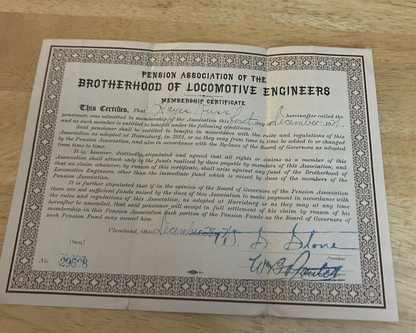 PENSION ASSOCIATION OF THE
BROTHERHOOD OF LOCOMOTIVE ENGINEERS
MEMBERSHIP CERTIFICATE
This Certifies, That Hayes hereinafter called the
pensioner, was admitted to membership of the Association this first day December
and as such member is entitled to benefits under the following conditions:
Said pensioner shall be entitled to benefits in accordance with the rules and regulations of this
Association as adopted at Harrisburg, in 1912, or as they may from time to time be added to or changed
by the Pension Association, and also in accordance with By-laws of the Board of Governors as adopted
from time to time.
It is, however, distinctly stipulated and agreed that all rights or claims as a member of this
Association shall attach only to the funds realized by dues payable by members of this Association, and
that no claim whatever, by reason of this certificate, shall arise against any fund of the Brotherhood of
Locomotive Engineers, other than the immediate fund which is raised by dues of the members of the
Pension Association.
It is further stipulated that if in the opinion of the Board of Governors of the Pension Association
there are not sufficient funds raised by the dues of this Association to make payment in accordance with
the rules and regulations of this Association, as adopted at Harrisburg or as they may at any time
hereafter be amended, that said pensioner will accept in full settlement of his claim by reason of his
membership in this Pension Association such portion of the Pension Funds as the Board of Governors of
such Pension Fund may award him.
Cleveland, Ohio, December
Stone
President
No.